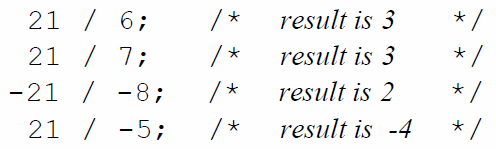 21 / 6; /* result is 3 */
21 / 7; /* result is 3 */
-21 / -8; /* result is 2 */
21 / -5; /* result is -4 */